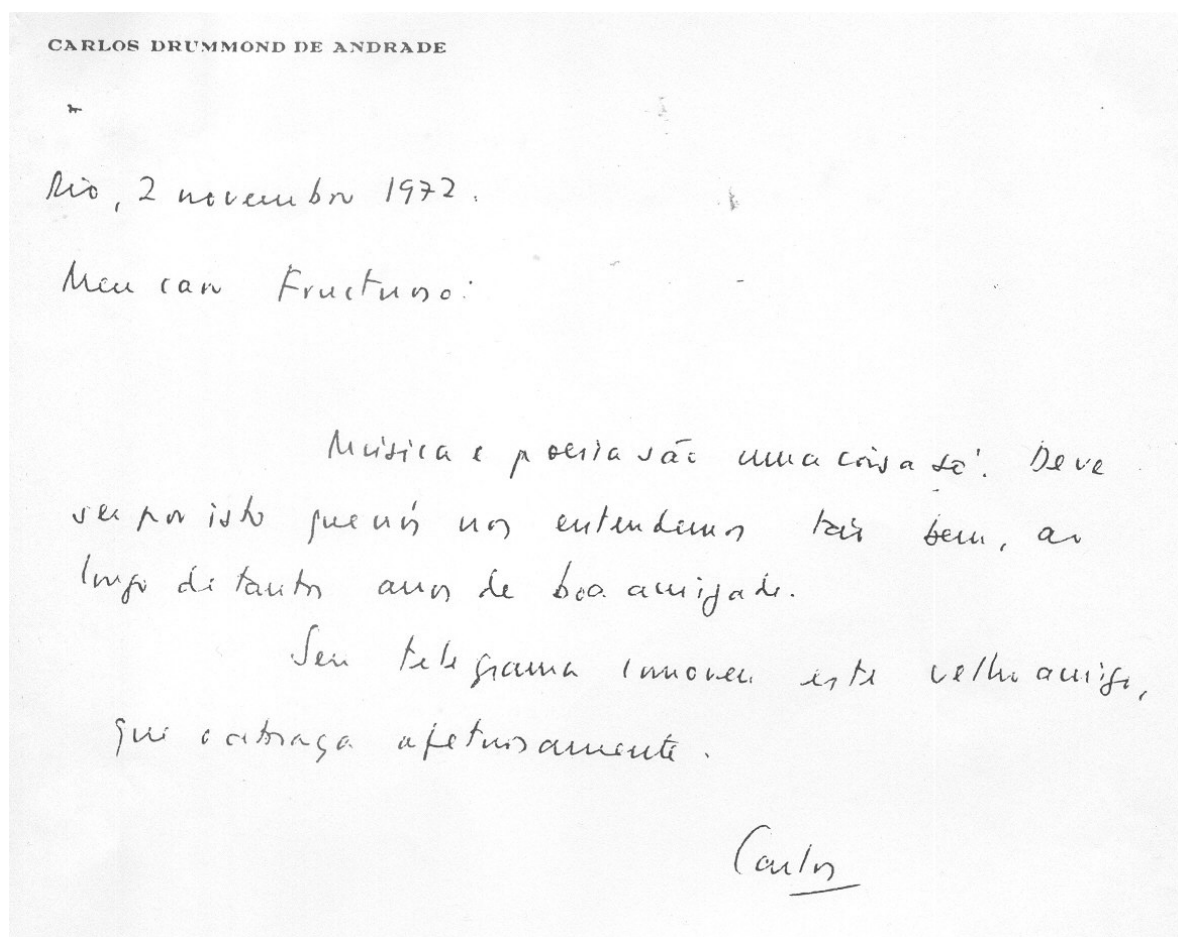 CARLOS DRUMMOND DE ANDRADE
Rio, 2 novembro 1972.
Meu caro Fructuoso:
Música e poesia são uma coisa só. Deve
ser por isto que nós nos entendemos tão bem, ao
longo de tantos anos de boa amizade.
Seu telegrama comoveu este velho amigo,
que o abraça afetuosamente.
Carlos